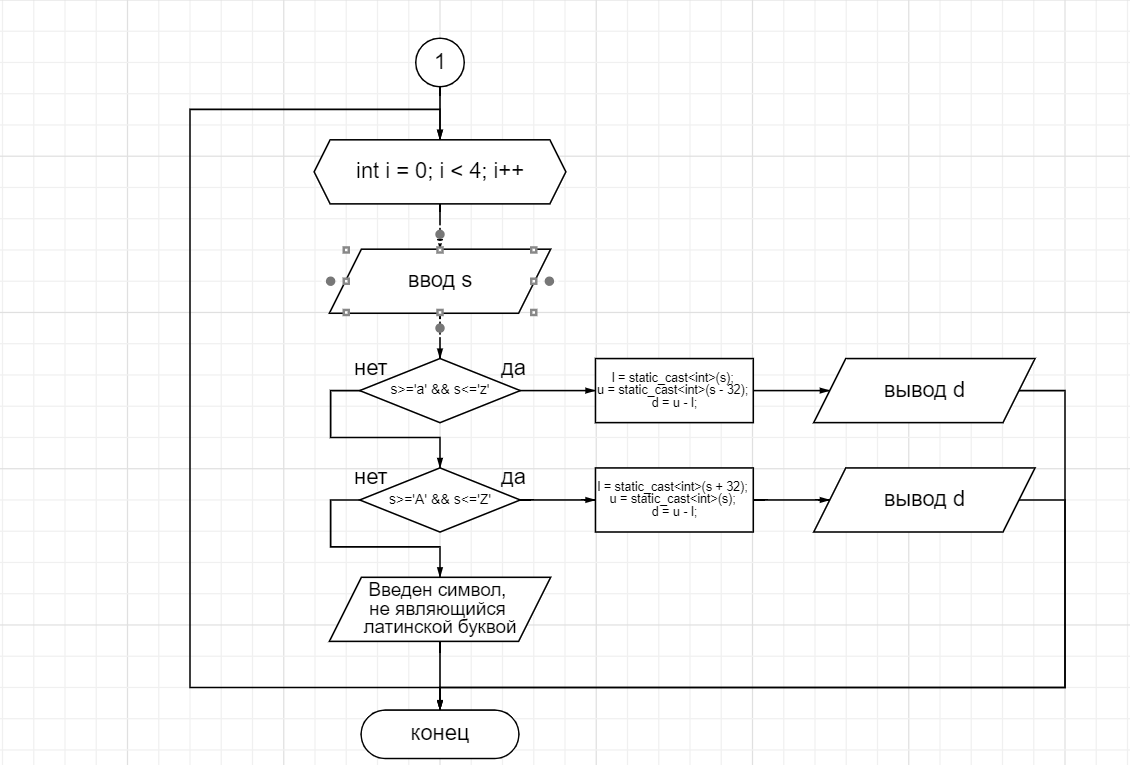 1
int i = 0; i < 4; i++
ввод s
нет
да
s>='a' && s<='z'
l = static_cast<int>(s);
u = static_cast<int>(s - 32);
d = u - l;
вывод d
нет
да
s>='A' && s<='Z'
l = static_cast<int>(s + 32);
u = static_cast<int>(s);
d = u - l;
вывод d
Введен символ,
не являющийся
латинской буквой
конец